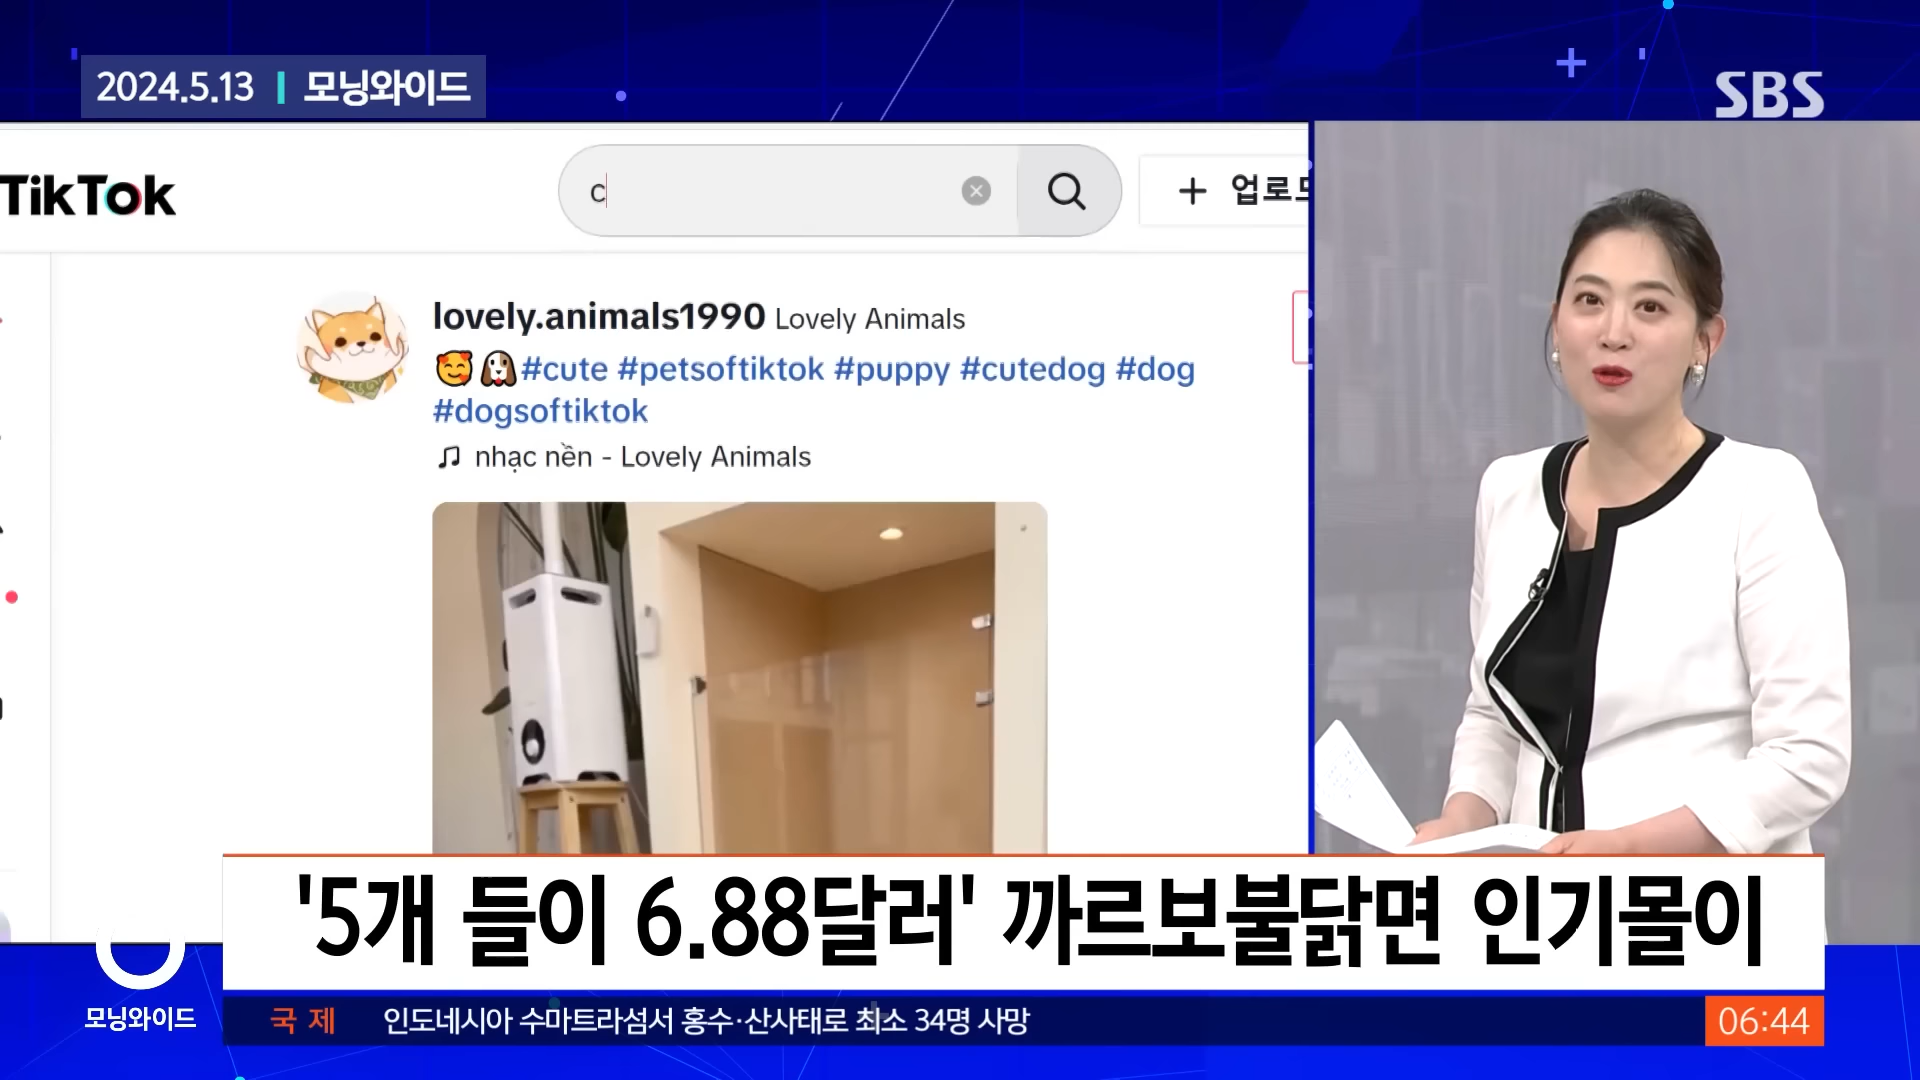 2024.5.13 | 모닝와이드
SBS
TikTok
c
+ 업로드
lovely.animals1990 Lovely Animals
#cute #petsoftiktok #puppy #cutedog #dog
#dogsoftiktok
nhạc nền - Lovely Animals
'5개 들이 6.88달러' 까르보불닭면 인기몰이
모닝와이드
국 제 인도네시아 수마트라섬서 홍수·산사태로 최소 34명 사망
06:44